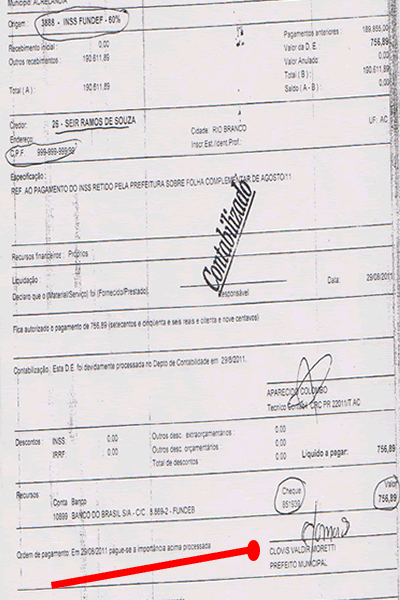 Município: ACRELÂNDIA
Origem : 3888 - INSS FUNDEF - 60%
Recebimento inicial : 0,00
Outros recebimentos : 190.611,89
Total ( A ) : 190.611,89
Pagamentos anteriores : 189.855,00
Valor da D. E. : 756,89
Valor Anulado: 0,00
Total ( B ) : 190.611,89
Saldo ( A - B ) : 0,00
Credor: 26 - SEIR RAMOS DE SOUZA
Endereço:
Cidade : RIO BRANCO UF: AC
C.P.F. 999-999-999/99 Inscr.Est./Ident.Prof.:
Especificação :
REF. AO PAGAMENTO DO INSS RETIDO PELA PREFEITURA SOBRE FOLHA COMPLEMENTAR DE AGOSTO/11
Contabilizado
Recursos financeiros : Próprios
Liquidação
Declaro que o (Material/Serviço) foi (Fornecido/Prestado).
Responsável
Data: 29/08/2011
Fica autorizado o pagamento de 756,89 (setecentos e cinqüenta e seis reais e oitenta e nove centavos)
Contabilização : Esta D.E. foi devidamente processada no Depto de Contabilidade em 29/8/2011.
APARECIDO COLOMBO
Tecnico Contabil CRC PR 22011/T AC
Descontos : INSS : 0,00
IRRF : 0,00
Outros desc. extraorçamentários : 0,00
Outros desc. orçamentários : 0,00
Total de descontos 0,00
Líquido a pagar: 756,89
Recursos
Conta Banco Cheque Valor
10899 BANCO DO BRASIL S/A - C/C 8.869-2 - FUNDEB 851930 756,89
Ordem de pagamento: Em 29/08/2011 pague-se a importância acima processada
CLOVIS VALDIR MORETTI
PREFEITO MUNICIPAL